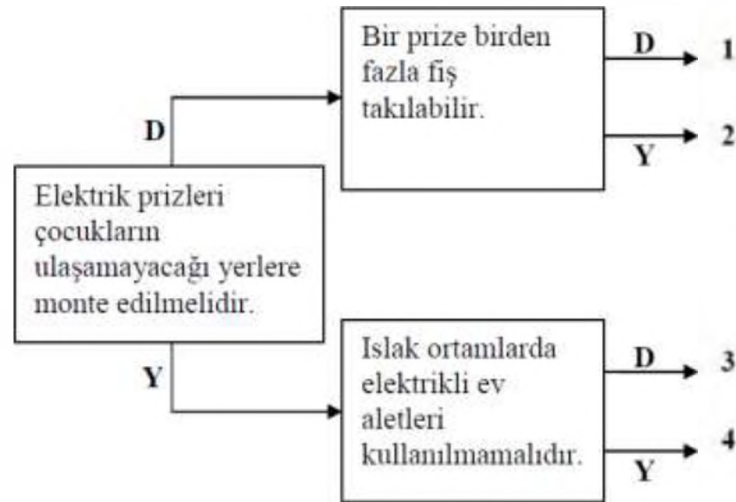 Bir prize birden
fazla fiş
takılabilir.
D
1
Y
2
D
Elektrik prizleri
çocukların
ulaşamayacağı yerlere
monte edilmelidir.
Y
Islak ortamlarda
elektrikli ev
aletleri
kullanılmamalıdır.
D
3
Y
4